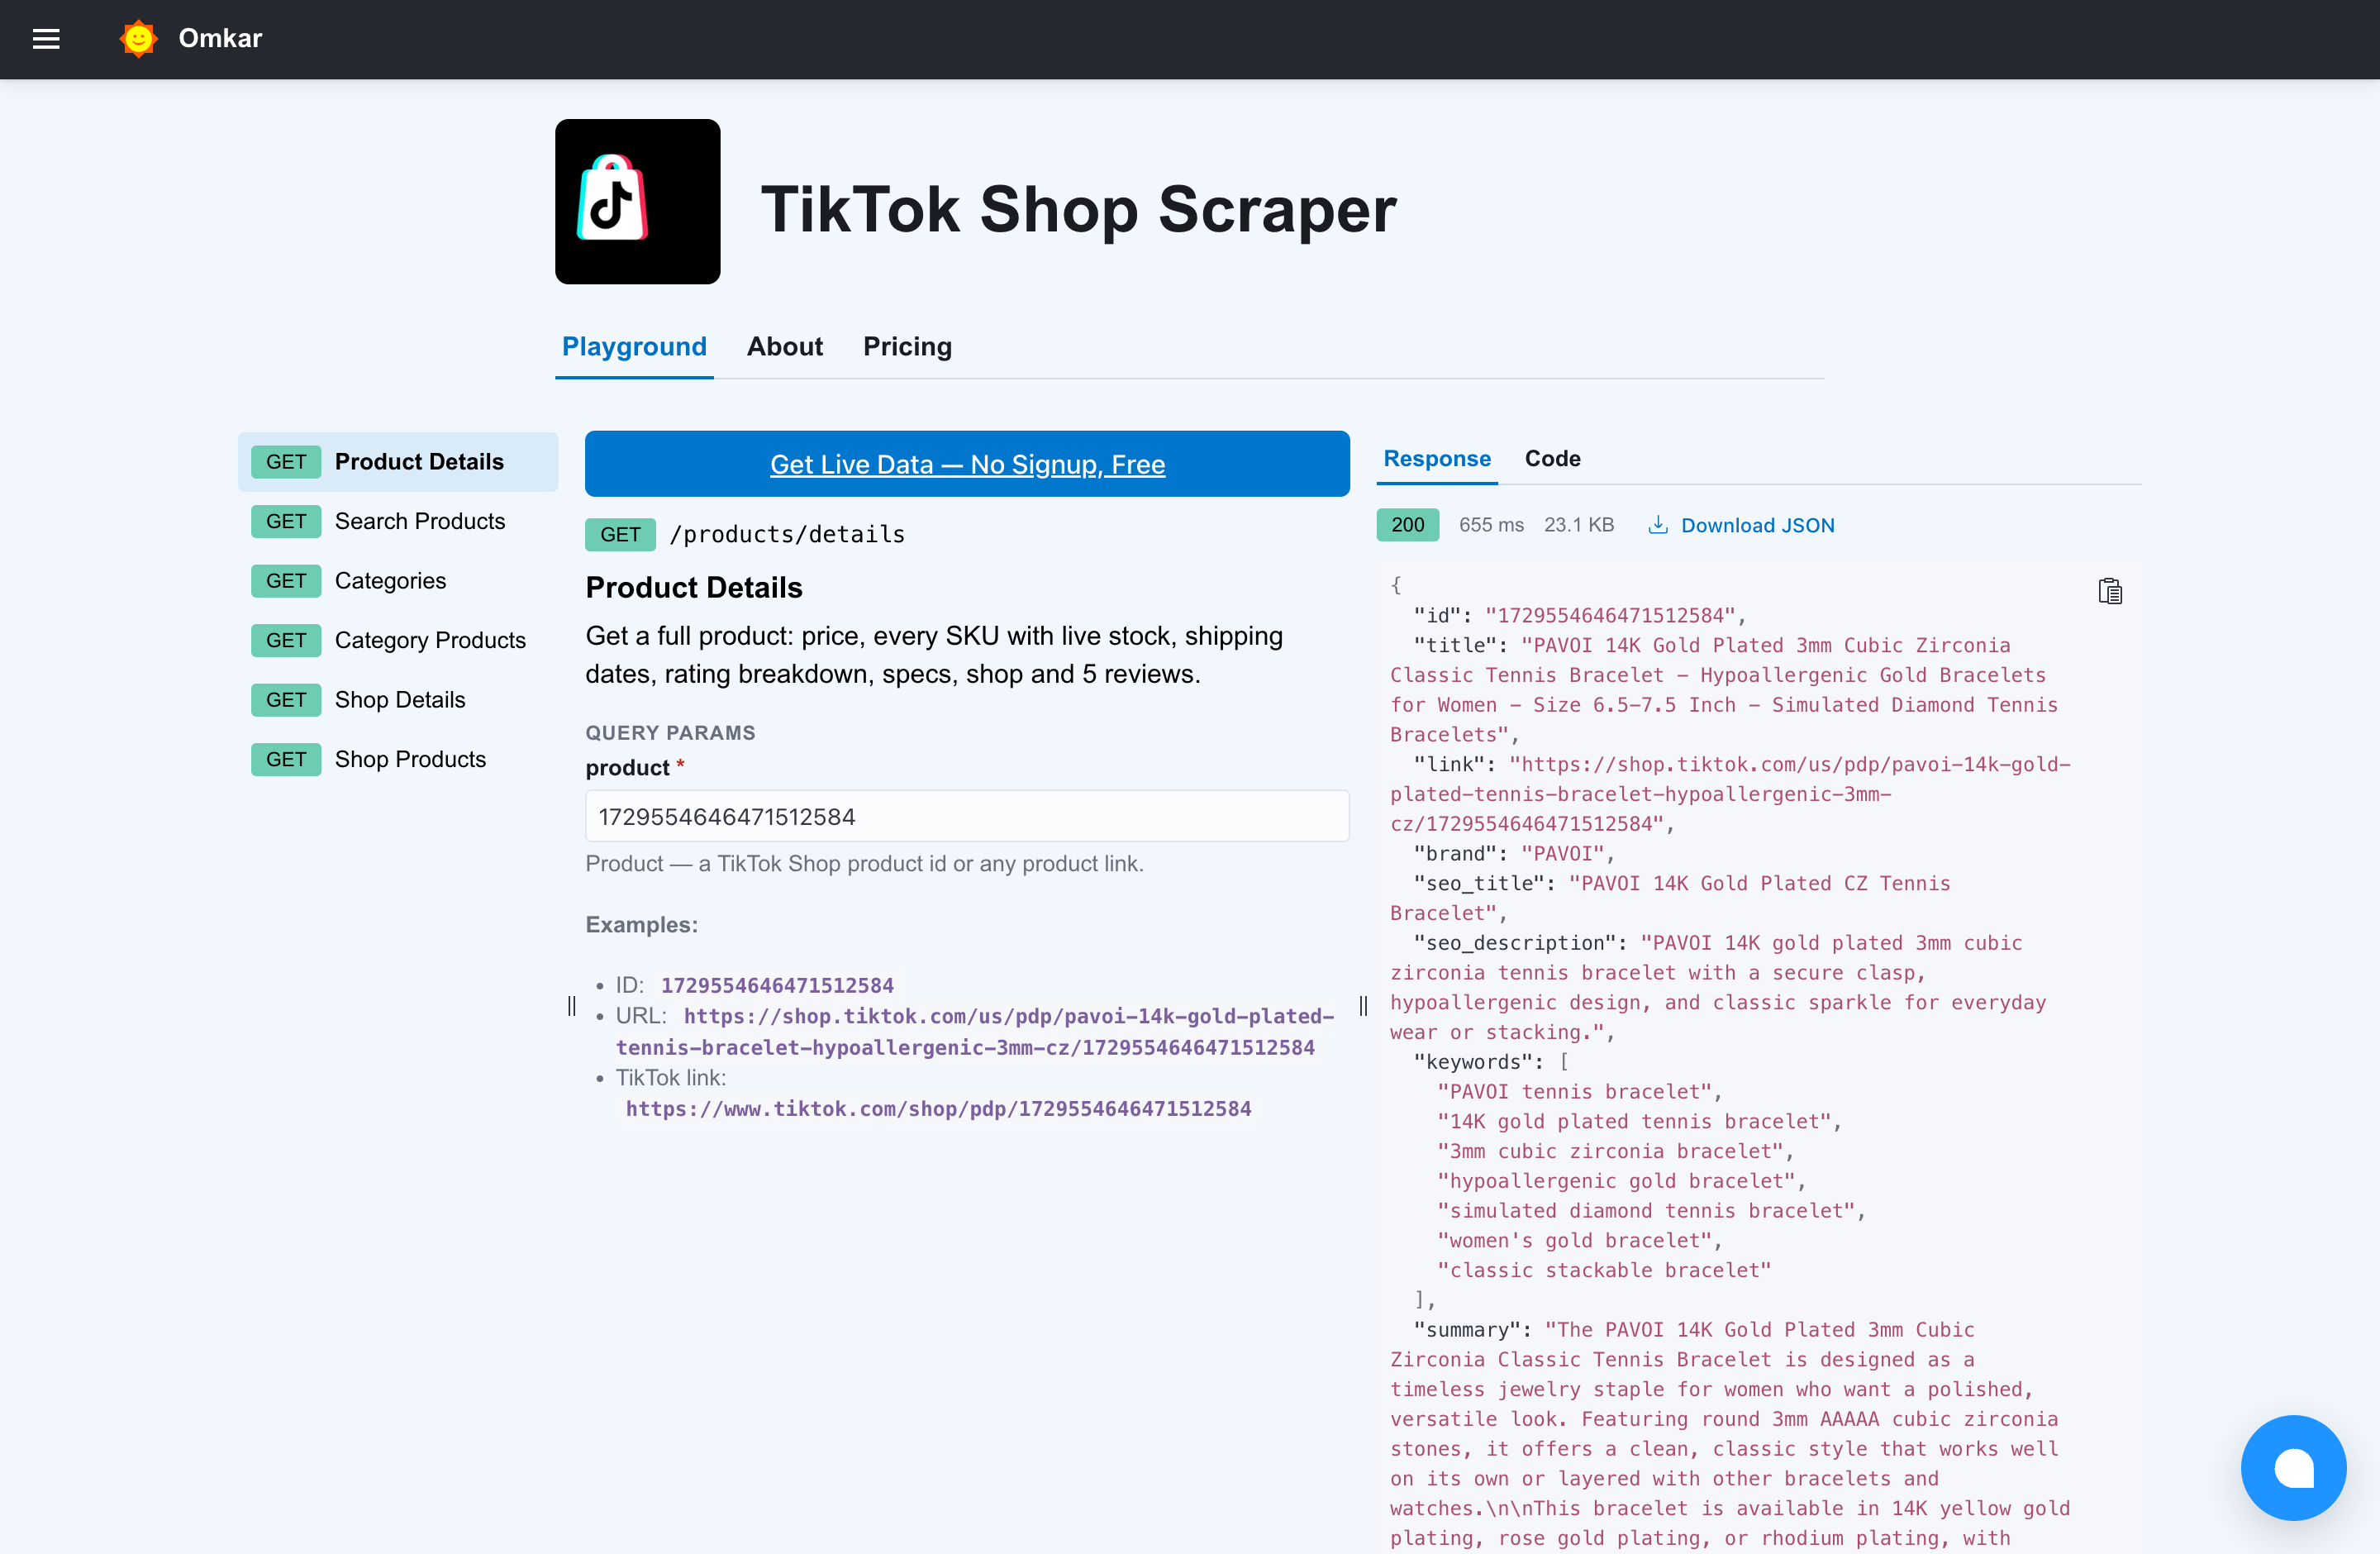 Omkar
TikTok Shop Scraper
Playground
About
Pricing
GET Product Details
GET Search Products
GET Categories
GET Category Products
GET Shop Details
GET Shop Products
Get Live Data — No Signup, Free
GET /products/details
Product Details
Get a full product: price, every SKU with live stock, shipping
dates, rating breakdown, specs, shop and 5 reviews.
QUERY PARAMS
product *
1729554646471512584
Product — a TikTok Shop product id or any product link.
Examples:
• ID: 1729554646471512584
• URL: https://shop.tiktok.com/us/pdp/pavoi-14k-gold-plated-
tennis-bracelet-hypoallergenic-3mm-cz/1729554646471512584
• TikTok link:
https://www.tiktok.com/shop/pdp/1729554646471512584
Response
Code
200 655 ms 23.1 KB Download JSON
{
"id": "1729554646471512584",
"title": "PAVOI 14K Gold Plated 3mm Cubic Zirconia
Classic Tennis Bracelet – Hypoallergenic Gold Bracelets
for Women – Size 6.5–7.5 Inch – Simulated Diamond Tennis
Bracelets",
"link": "https://shop.tiktok.com/us/pdp/pavoi-14k-gold-
plated-tennis-bracelet-hypoallergenic-3mm-
cz/1729554646471512584",
"brand": "PAVOI",
"seo_title": "PAVOI 14K Gold Plated CZ Tennis
Bracelet",
"seo_description": "PAVOI 14K gold plated 3mm cubic
zirconia tennis bracelet with a secure clasp,
hypoallergenic design, and classic sparkle for everyday
wear or stacking.",
"keywords": [
"PAVOI tennis bracelet",
"14K gold plated tennis bracelet",
"3mm cubic zirconia bracelet",
"hypoallergenic gold bracelet",
"simulated diamond tennis bracelet",
"women's gold bracelet",
"classic stackable bracelet"
],
"summary": "The PAVOI 14K Gold Plated 3mm Cubic
Zirconia Classic Tennis Bracelet is designed as a
timeless jewelry staple for women who want a polished,
versatile look. Featuring round 3mm AAAAA cubic zirconia
stones, it offers a clean, classic style that works well
on its own or layered with other bracelets and
watches.\n\nThis bracelet is available in 14K yellow gold
plating, rose gold plating, or rhodium plating, with